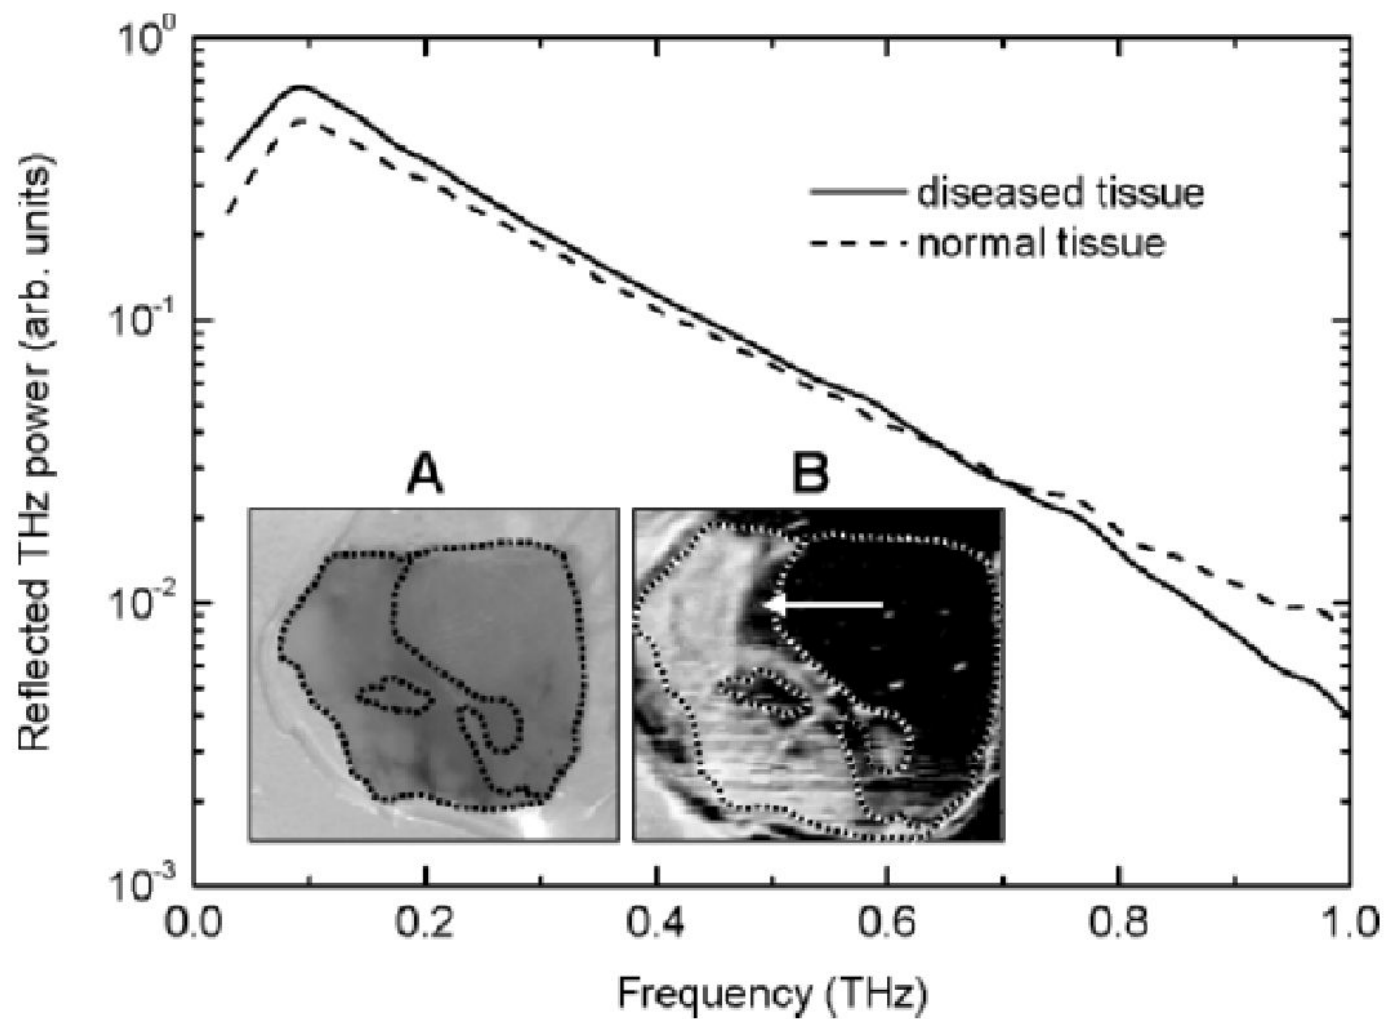 10^0
10^-1
10^-2
10^-3
Reflected THz power (arb. units)
diseased tissue
normal tissue
A
B
0.0 0.2 0.4 0.6 0.8 1.0
Frequency (THz)